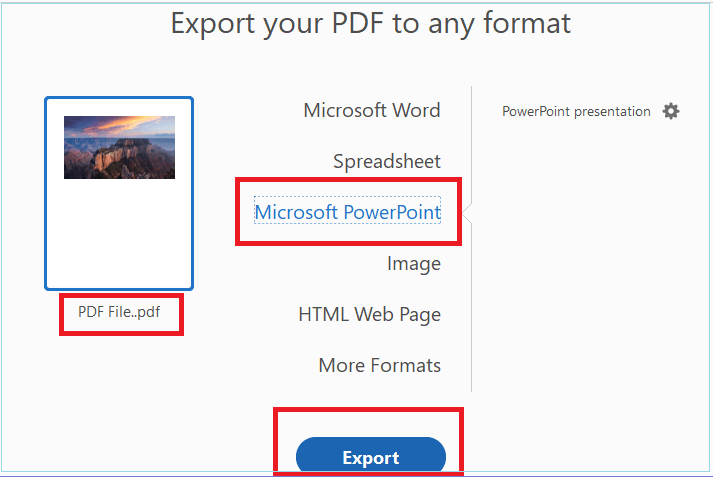 Export your PDF to any format
Microsoft Word
PowerPoint presentation
Spreadsheet
Microsoft PowerPoint
Image
PDF File..pdf
HTML Web Page
More Formats
Export